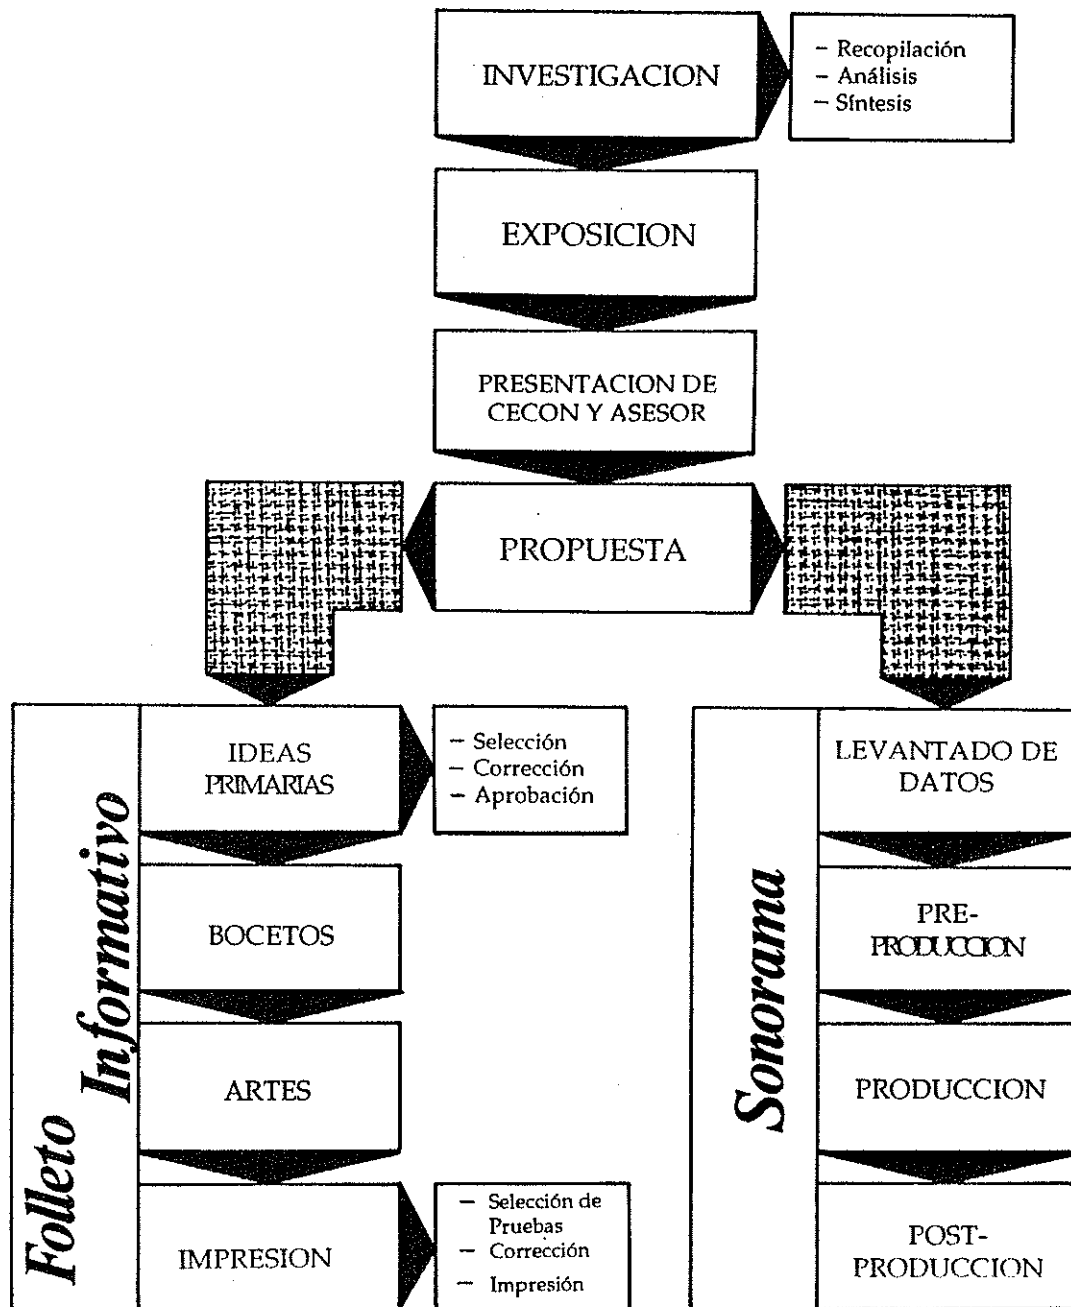 INVESTIGACION
– Recopilación
– Análisis
– Síntesis
EXPOSICION
PRESENTACION DE
CECON Y ASESOR
PROPUESTA
Folleto Informativo
IDEAS
PRIMARIAS
– Selección
– Corrección
– Aprobación
BOCETOS
ARTES
IMPRESION
– Selección de
Pruebas
– Corrección
– Impresión
Sonorama
LEVANTADO DE
DATOS
PRE-
PRODUCCION
PRODUCCION
POST-
PRODUCCION